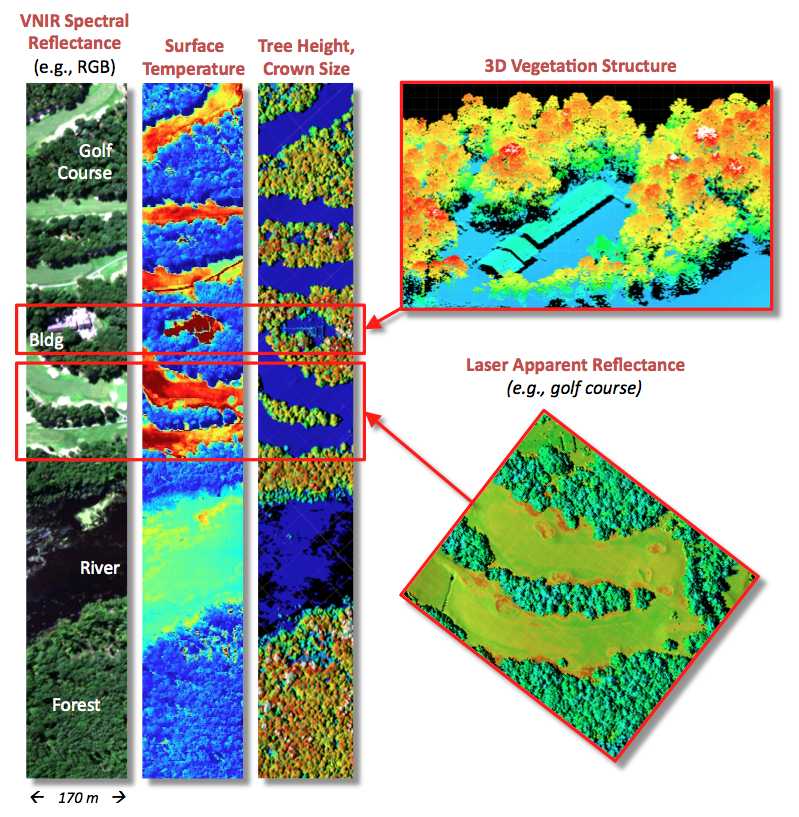 VNIR Spectral
Reflectance
(e.g., RGB)
Surface
Temperature
Tree Height,
Crown Size
3D Vegetation Structure
Golf
Course
Bldg
Laser Apparent Reflectance
(e.g., golf course)
River
Forest
← 170 m →